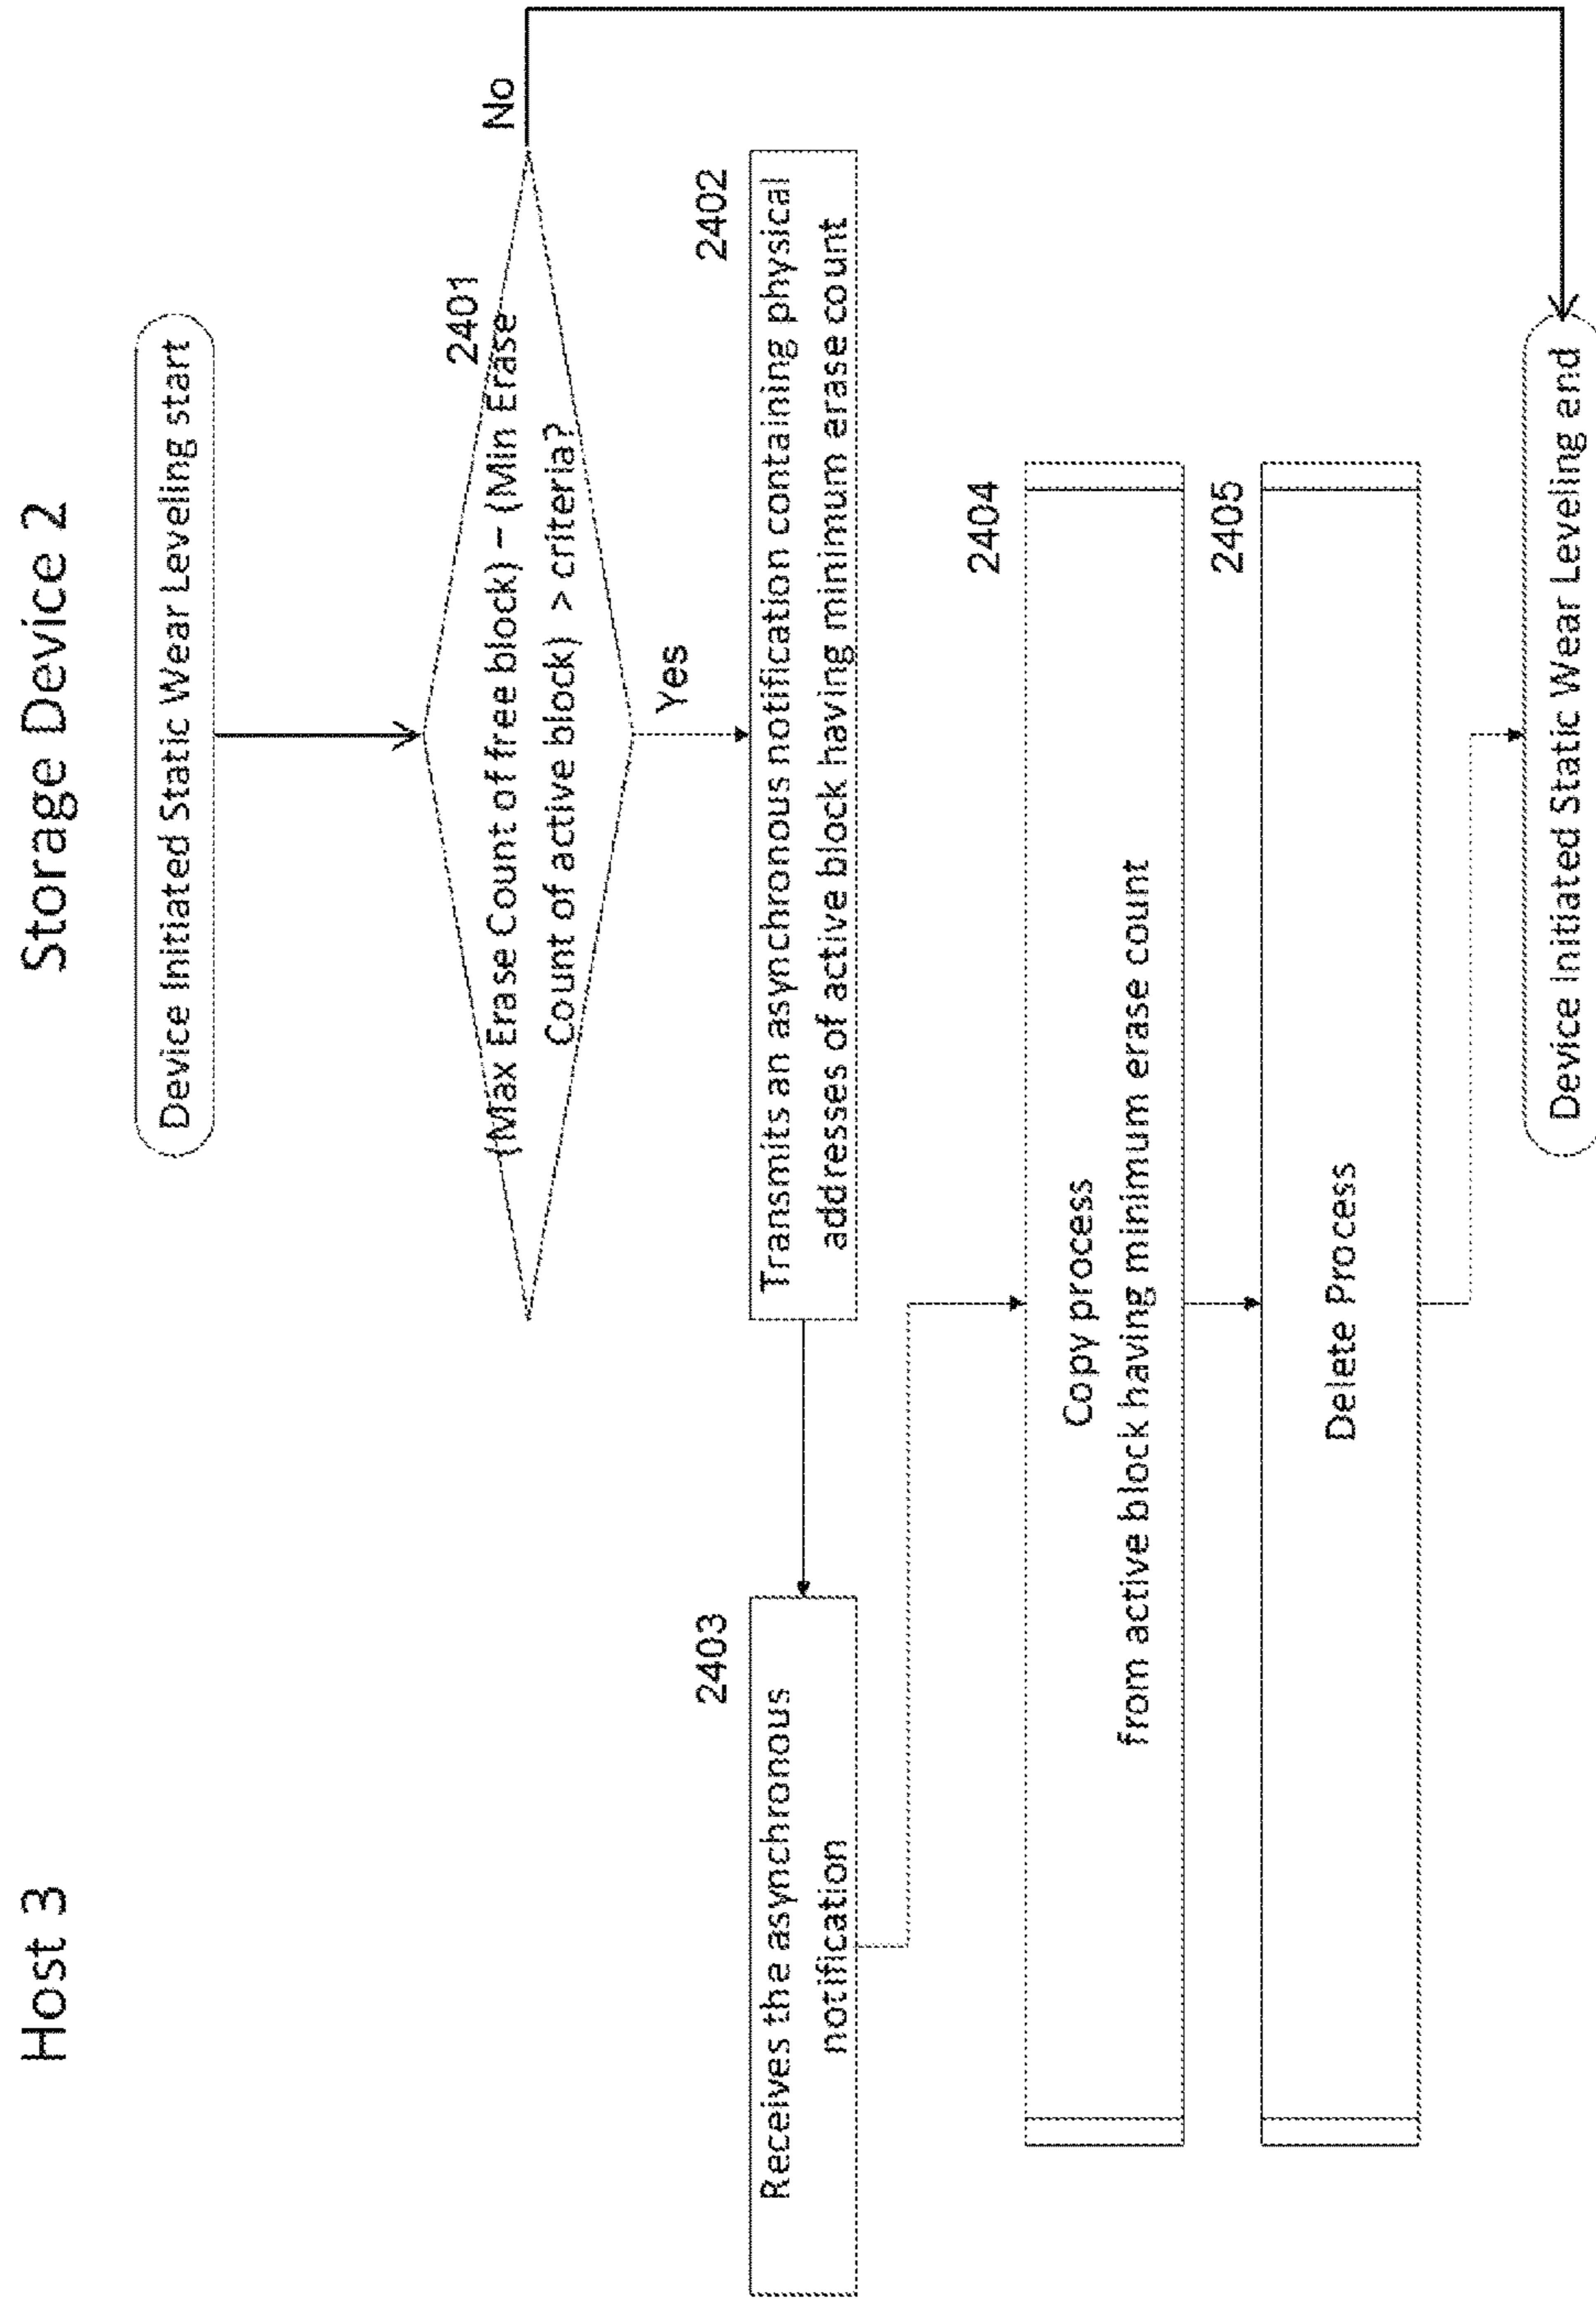 Host 3
Storage Device 2
Device Initiated Static Wear Leveling start
2401
(Max Erase Count of free block) – (Min Erase
Count of active block) > criteria?
No
Yes
2402
Transmits an asynchronous notification containing physical
addresses of active block having minimum erase count
2403
Receives the asynchronous
notification
2404
Copy process
from active block having minimum erase count
2405
Delete Process
Device Initiated Static Wear Leveling end